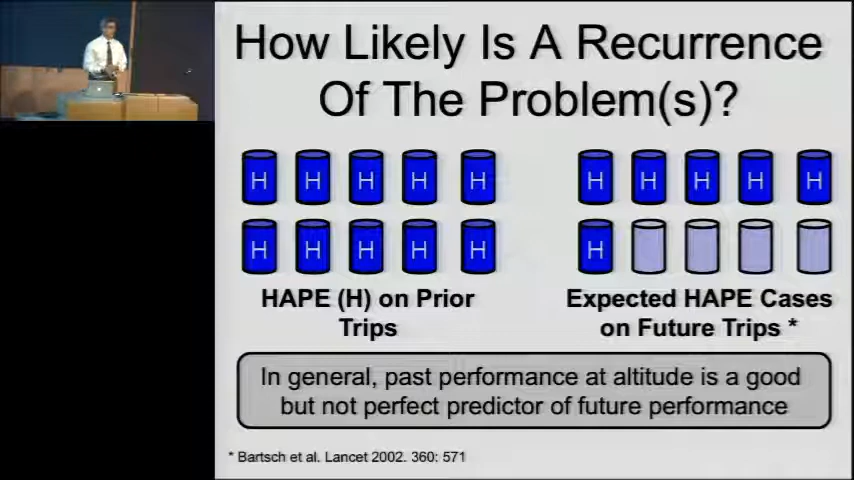 How Likely Is A Recurrence
Of The Problem(s)?
H H H H H
H H H H H
HAPE (H) on Prior
Trips
H H H H H
H
Expected HAPE Cases
on Future Trips *
In general, past performance at altitude is a good
but not perfect predictor of future performance
* Bartsch et al. Lancet 2002. 360: 571